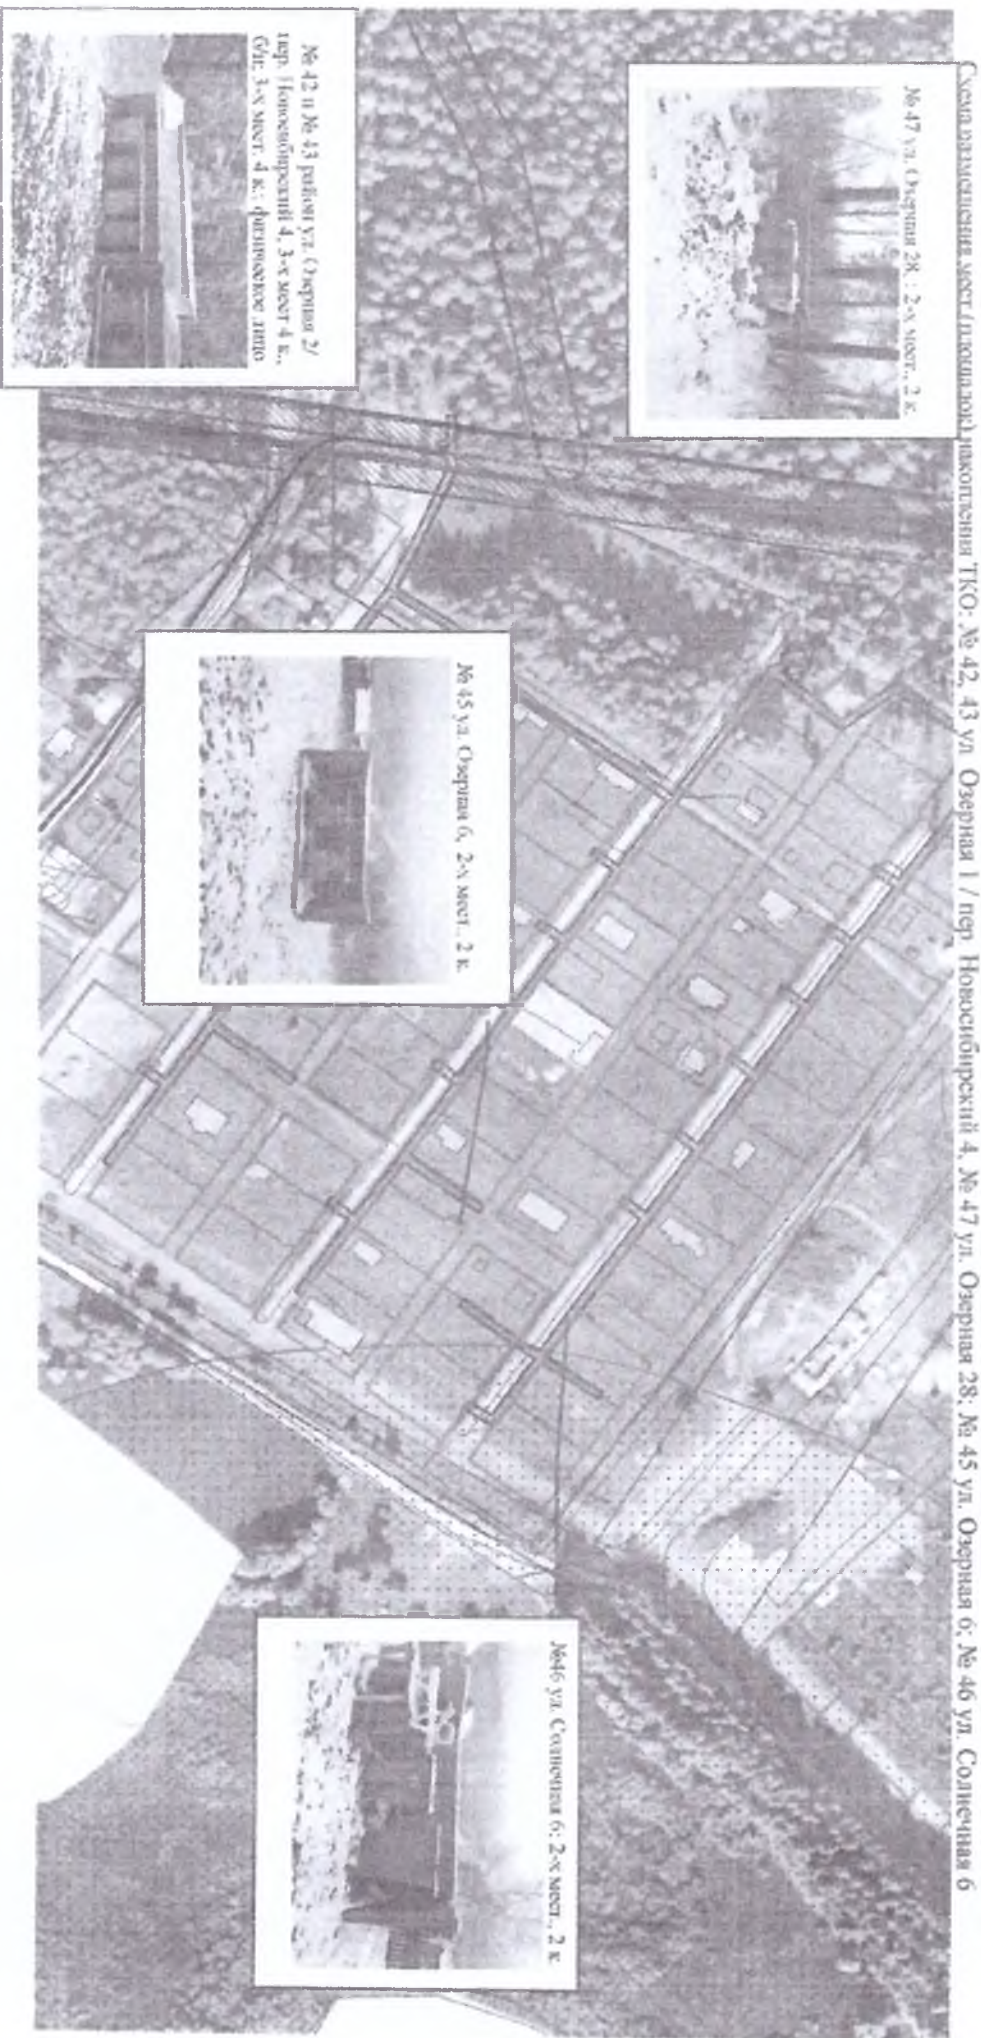 Схема размещения мест (площадок) накопления ТКО: № 42, 43 ул. Озерная 1 / пер. Новосибирский 4, № 47 ул. Озерная 28; № 45 ул. Озерная 6; № 46 ул. Солнечная 6
№ 47 ул. Озерная 28 : 2-х мест., 2 к.
№ 42 и № 43 район ул. Озерная 2/
пер. Новосибирский 4, 3-х мест 4 к.,
б/н; 3-х мест. 4 к.; физическое лицо
№ 45 ул. Озерная 6, 2-х мест., 2 к.
№46 ул. Солнечная 6: 2-х мест., 2 к.